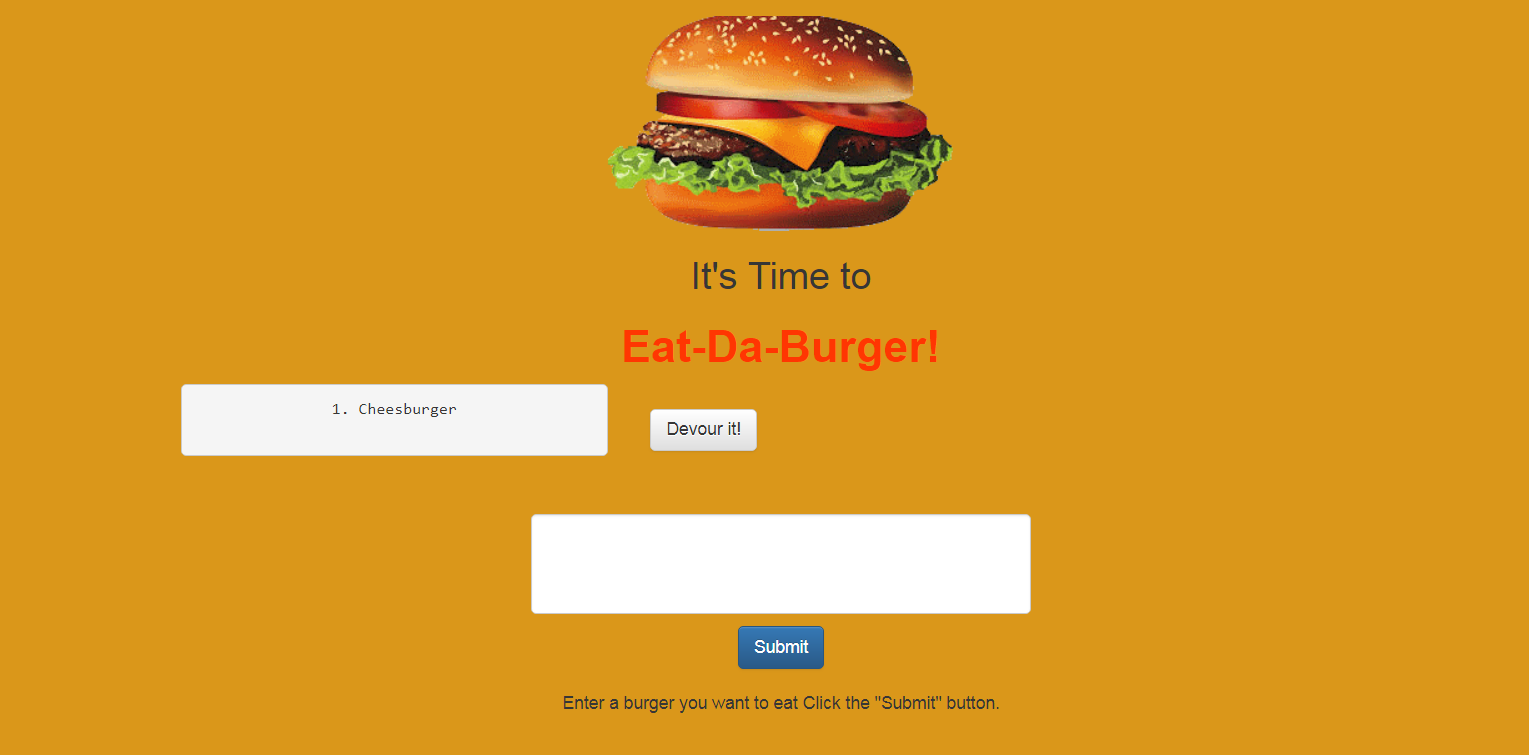 It's Time to
Eat-Da-Burger!
1. Cheesburger
Devour it!
Submit
Enter a burger you want to eat Click the "Submit" button.